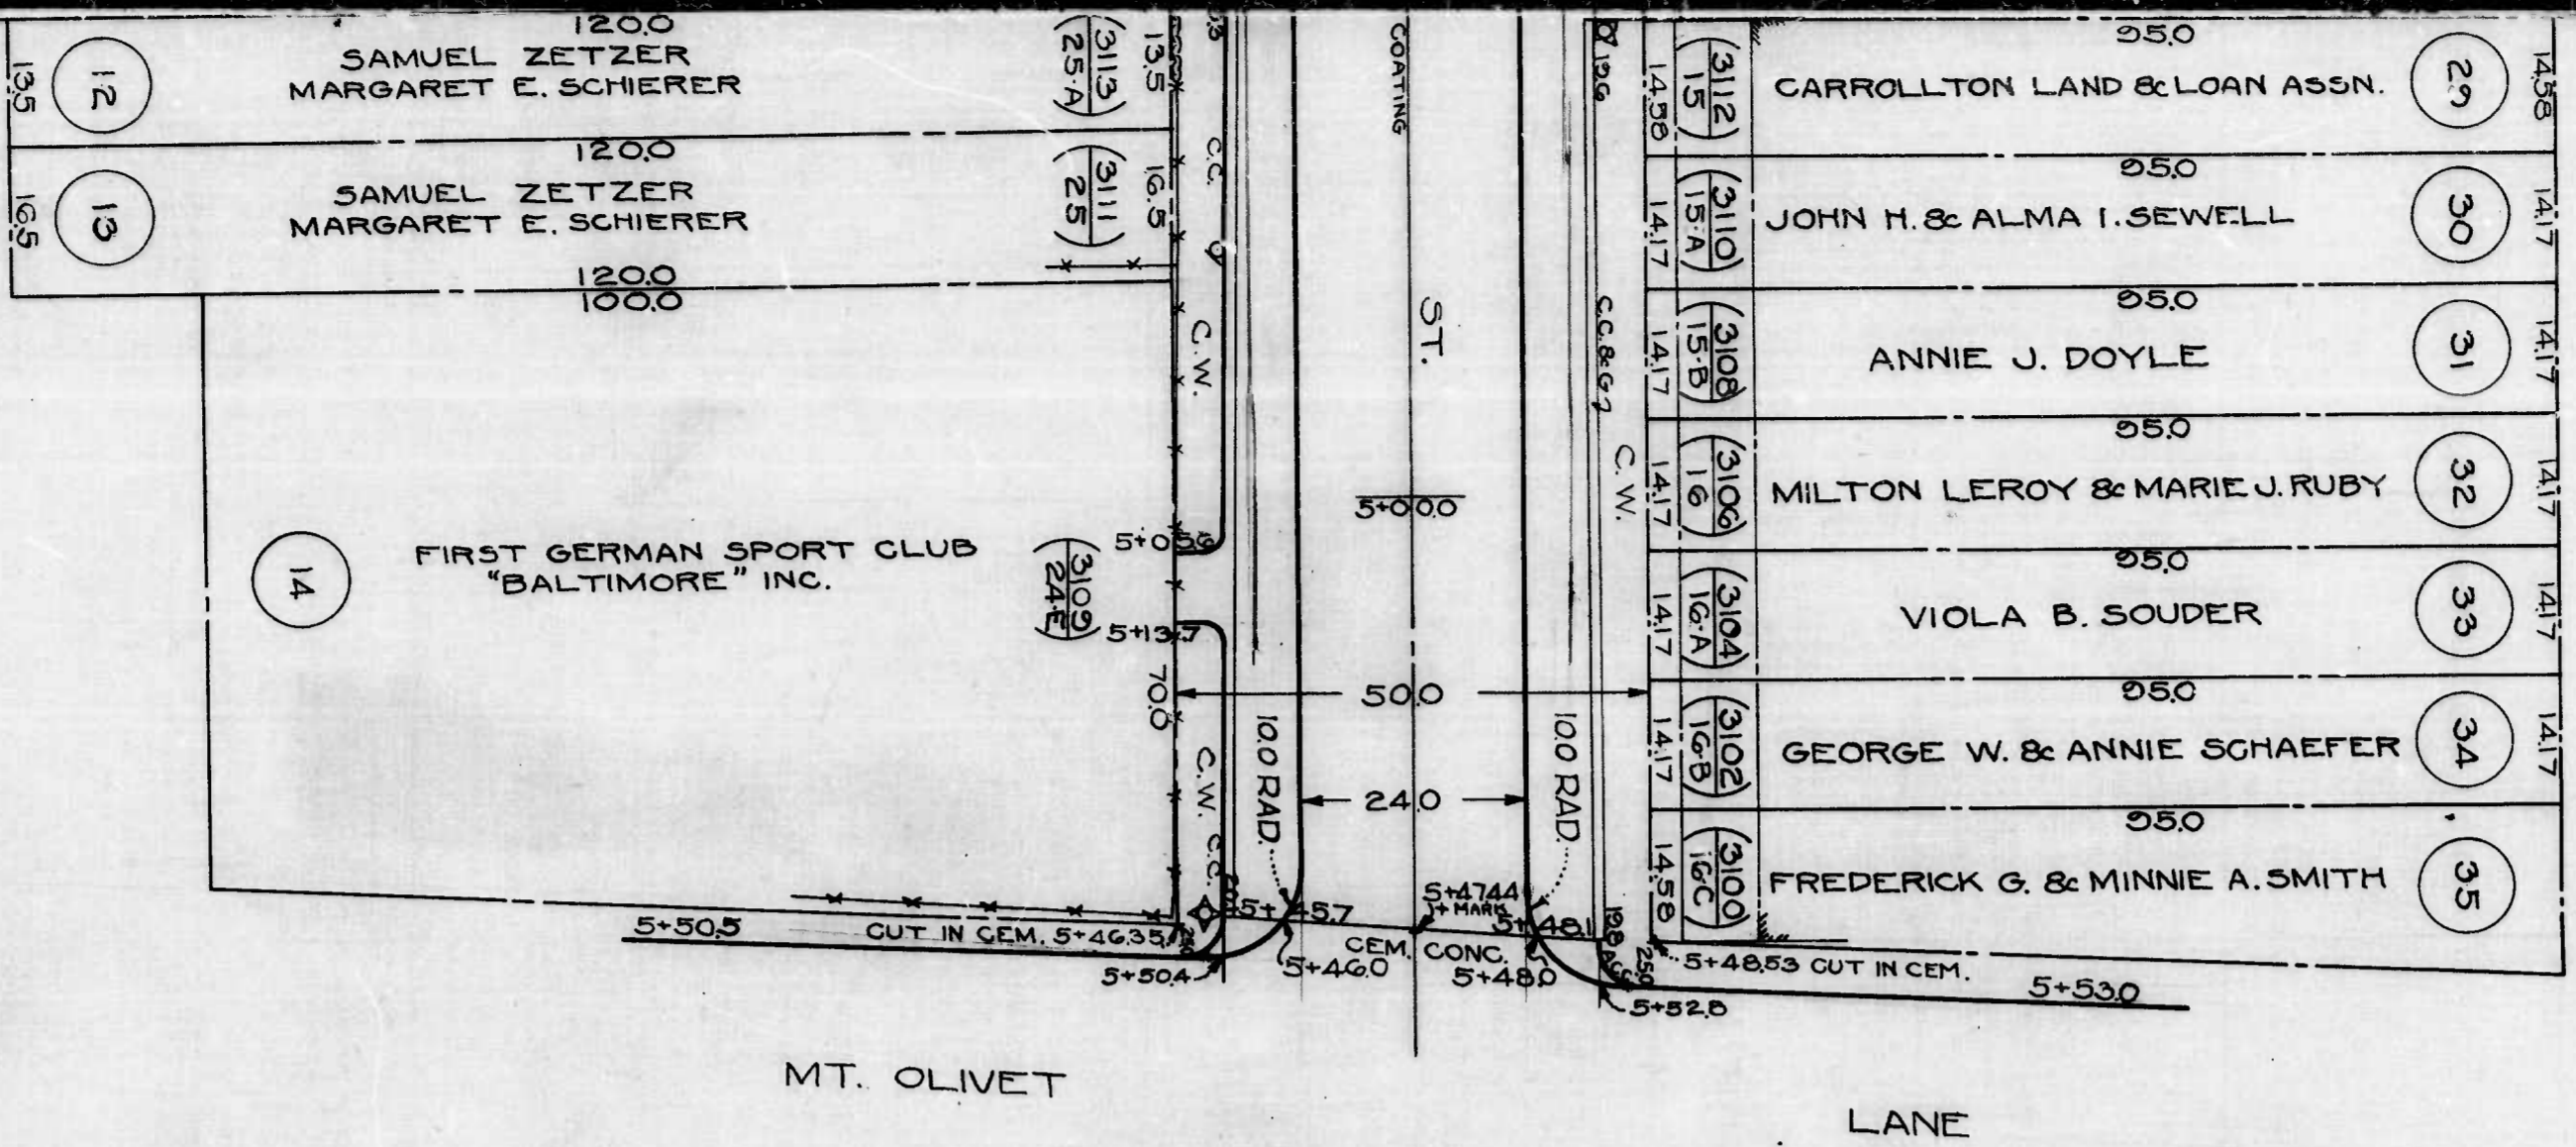 120.0
SAMUEL ZETZER
MARGARET E. SCHIERER
12
13.5
(3113)
25-A
13.5
120.0
SAMUEL ZETZER
MARGARET E. SCHIERER
13
16.5
(3111)
25
16.5
120.0
100.0
FIRST GERMAN SPORT CLUB
"BALTIMORE" INC.
14
(3109)
24-E
5+05.6
5+13.7
70.0
C.C.
C.W.
C.W.
C.C.
COATING
ST.
5+00.0
50.0
24.0
10.0 RAD.
10.0 RAD.
12.6
C.C. & G.
C.W.
95.0
CARROLLTON LAND & LOAN ASSN.
29
14.58
(3112)
15
14.58
95.0
JOHN H. & ALMA I. SEWELL
30
14.17
(3110)
15-A
14.17
95.0
ANNIE J. DOYLE
31
14.17
(3108)
15-B
14.17
95.0
MILTON LEROY & MARIE J. RUBY
32
14.17
(3106)
16
14.17
95.0
VIOLA B. SOUDER
33
14.17
(3104)
16-A
14.17
95.0
GEORGE W. & ANNIE SCHAEFER
34
14.17
(3102)
16-B
14.17
95.0
FREDERICK G. & MINNIE A. SMITH
35
(3100)
16C
14.58
5+50.5
CUT IN CEM. 5+46.35
5+50.4
5+45.7
5+46.0
5+47.44
+ MARK
CEM. CONC.
5+48.1
5+48.0
19.8
25.0
5+48.53 CUT IN CEM.
5+52.8
5+53.0
MT. OLIVET
LANE